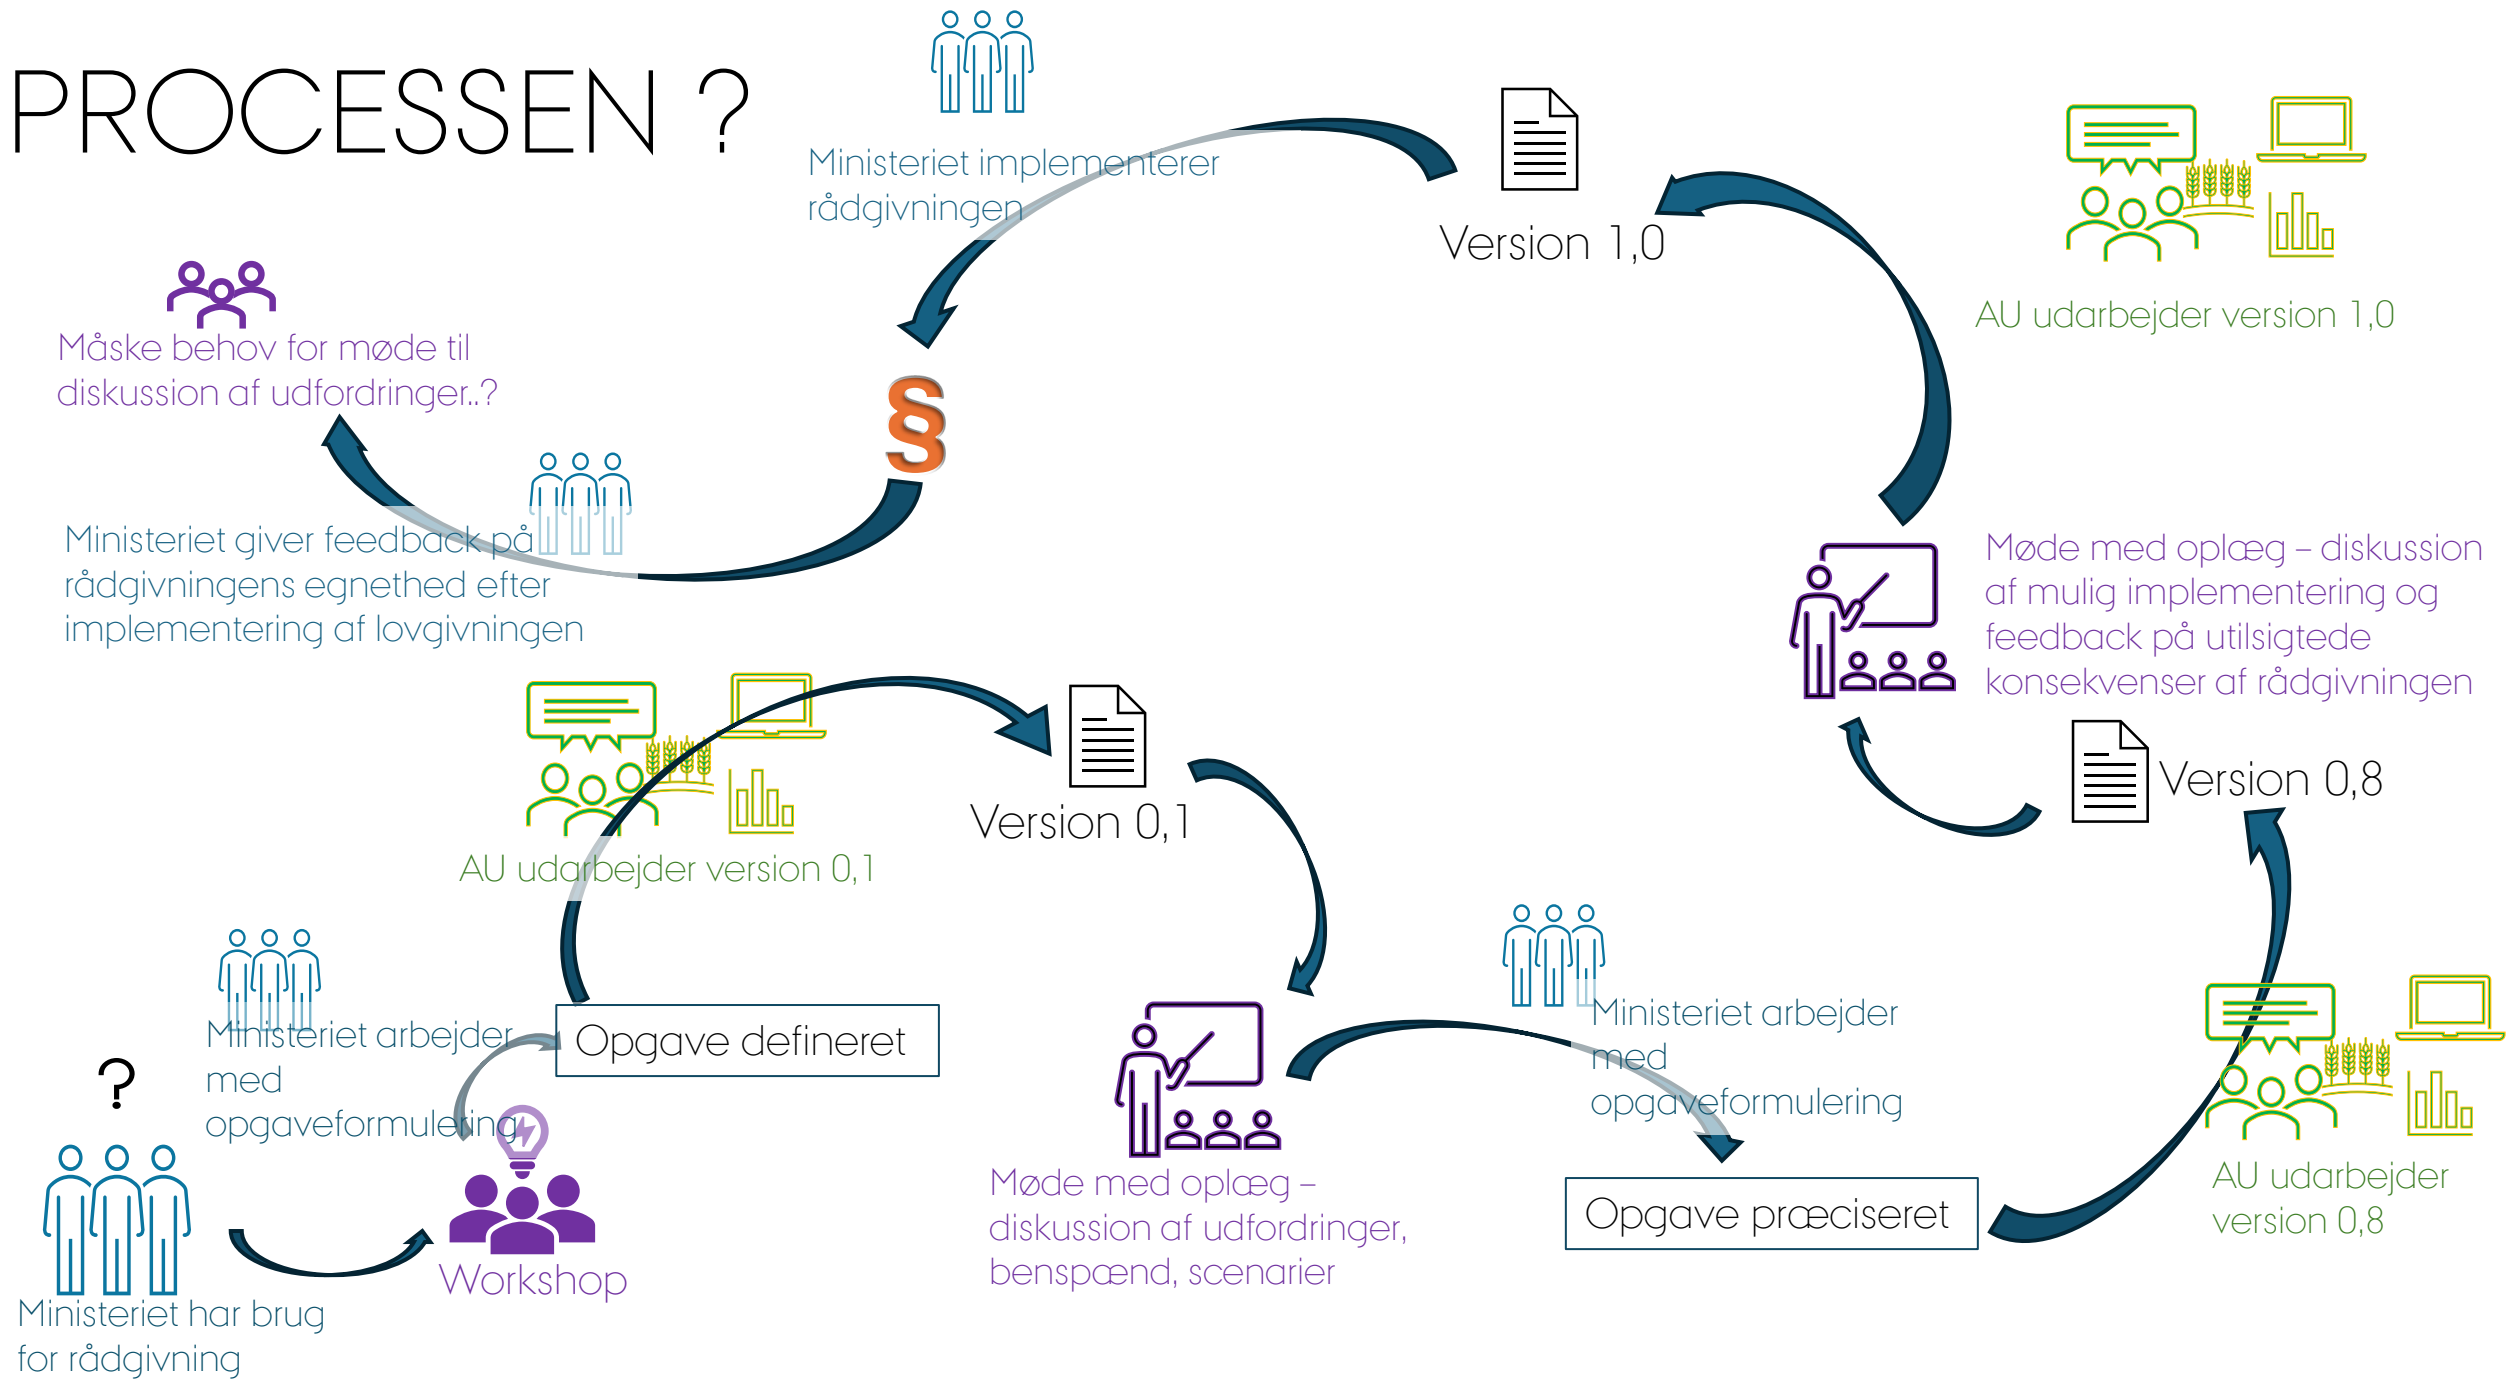 PROCESSEN ?
Ministeriet implementerer
rådgivningen
Version 1,0
AU udarbejder version 1,0
Måske behov for møde til
diskussion af udfordringer..?
§
Ministeriet giver feedback på
rådgivningens egnethed efter
implementering af lovgivningen
Møde med oplæg – diskussion
af mulig implementering og
feedback på utilsigtede
konsekvenser af rådgivningen
Version 0,8
Version 0,1
AU udarbejder version 0,1
Ministeriet arbejder
med
opgaveformulering
Opgave defineret
Ministeriet arbejder
med
opgaveformulering
?
Møde med oplæg –
diskussion af udfordringer,
benspænd, scenarier
Opgave præciseret
AU udarbejder
version 0,8
Workshop
Ministeriet har brug
for rådgivning